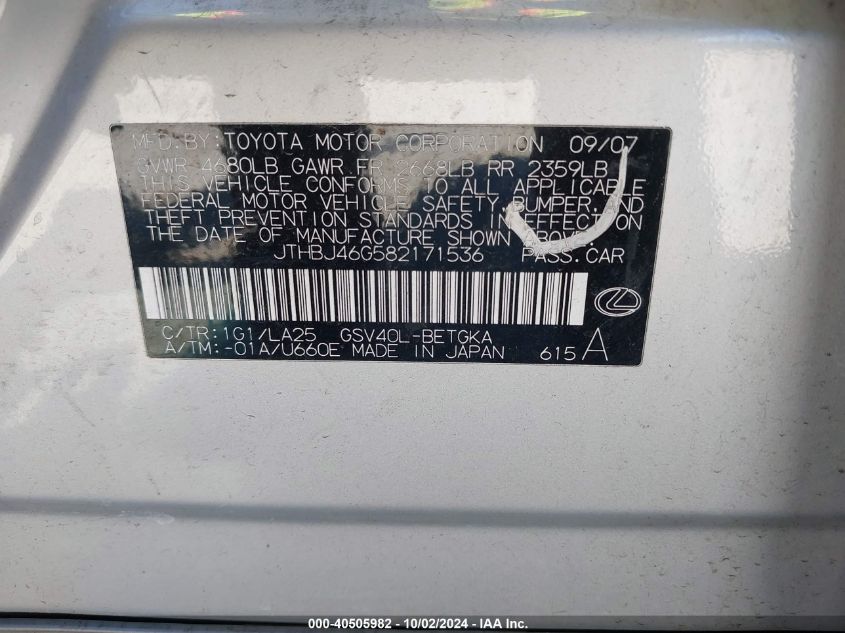 MFD. BY: TOYOTA MOTOR CORPORATION 09/07
GVWR 4680LB GAWR FR 2668LB RR 2359LB
THIS VEHICLE CONFORMS TO ALL APPLICABLE
FEDERAL MOTOR VEHICLE SAFETY, BUMPER, AND
THEFT PREVENTION STANDARDS IN EFFECT ON
THE DATE OF MANUFACTURE SHOWN ABOVE.
JTHBJ46G582171536 PASS. CAR
C/TR: 1G1/LA25 GSV40L-BETGKA
A/TM: -01A/U660E MADE IN JAPAN 615 A
000-40505982 - 10/02/2024 - IAA Inc.